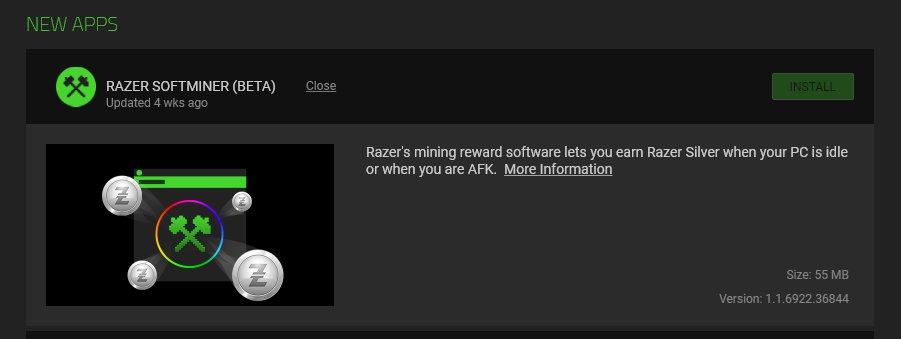 NEW APPS
RAZER SOFTMINER (BETA)
Close
INSTALL
Updated 4 wks ago
Razer's mining reward software lets you earn Razer Silver when your PC is idle
or when you are AFK. More Information
Size: 55 MB
Version: 1.1.6922.36844